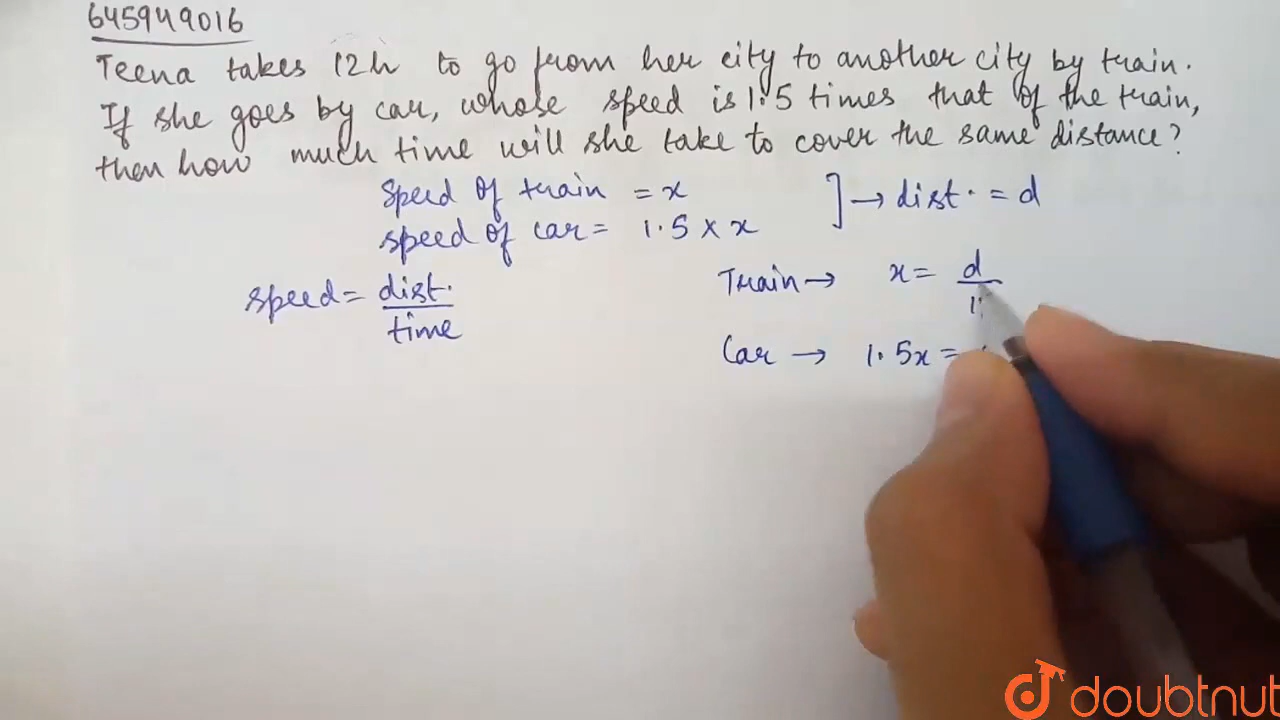 645949016
Teena takes 12h to go from her city to another city by train.
If she goes by car, whose speed is 1.5 times that of the train,
then how much time will she take to cover the same distance?
Speed of train = x
speed of car = 1.5 × x
] → dist. = d
speed = dist.
time
Train → x = d
Car → 1.5x =
doubtnut